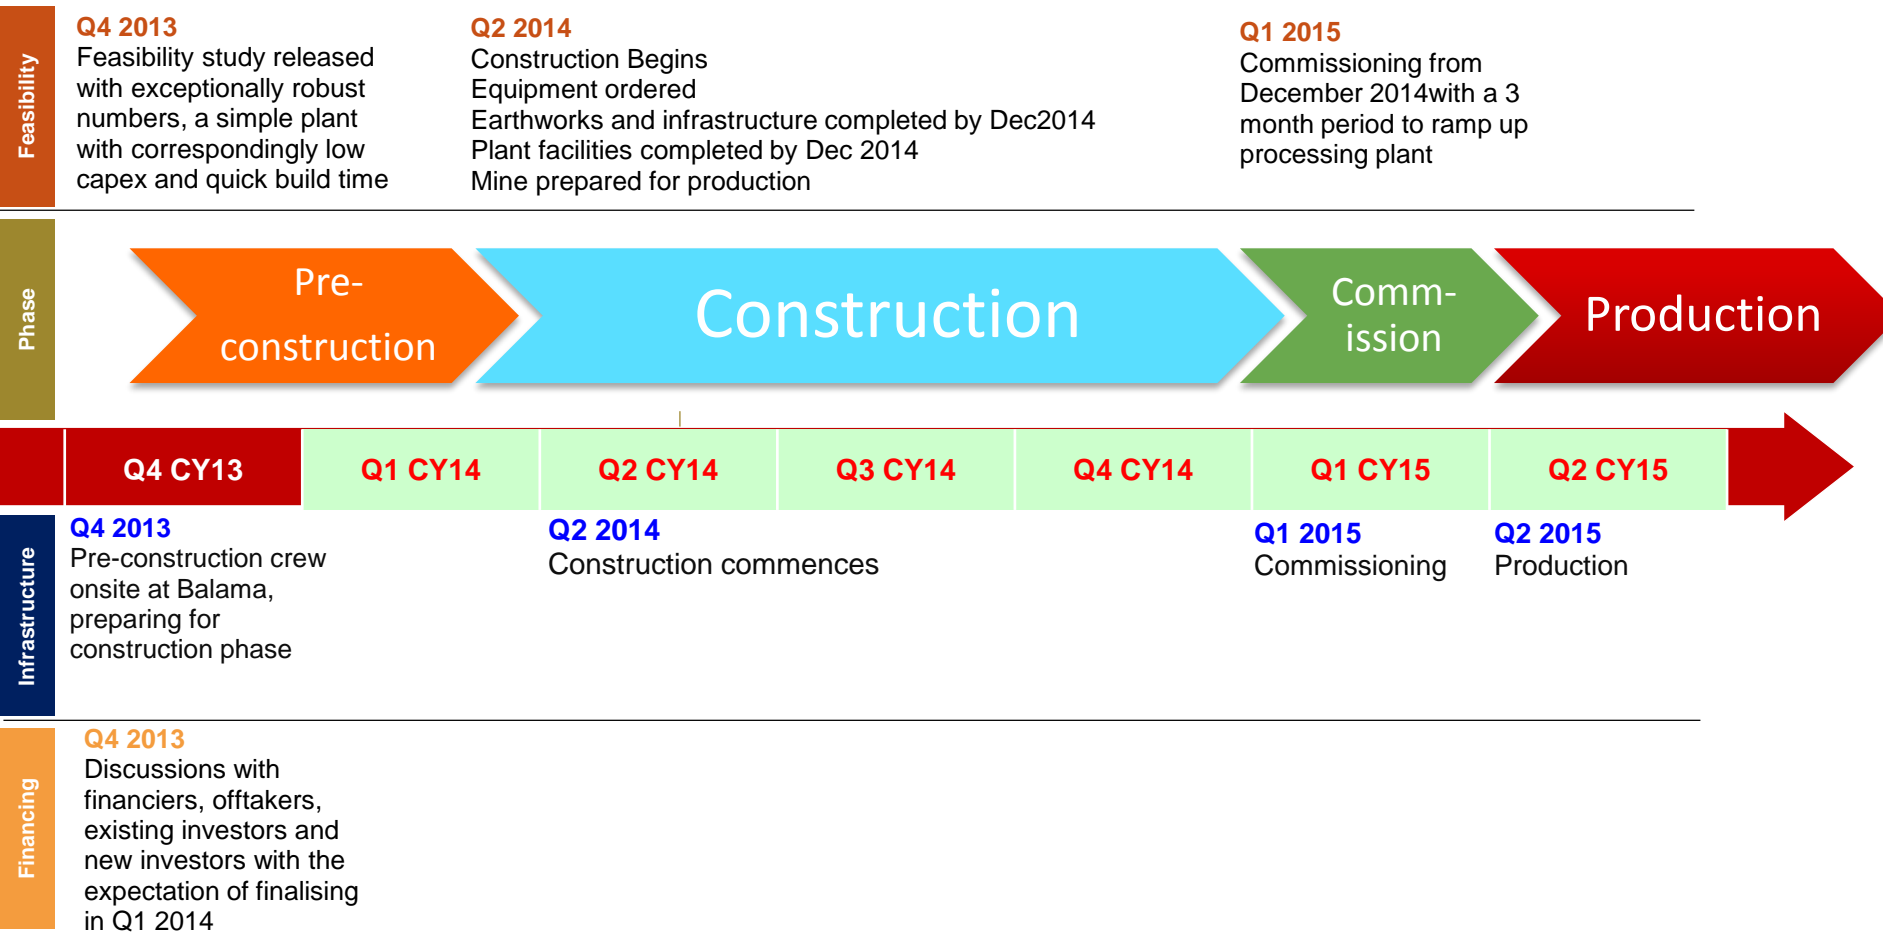 Feasibility
Q4 2013
Feasibility study released
with exceptionally robust
numbers, a simple plant
with correspondingly low
capex and quick build time
Q2 2014
Construction Begins
Equipment ordered
Earthworks and infrastructure completed by Dec2014
Plant facilities completed by Dec 2014
Mine prepared for production
Q1 2015
Commissioning from
December 2014with a 3
month period to ramp up
processing plant
Phase
Pre-
construction
Construction
Comm-
ission
Production
Q4 CY13
Q1 CY14
Q2 CY14
Q3 CY14
Q4 CY14
Q1 CY15
Q2 CY15
Infrastructure
Q4 2013
Pre-construction crew
onsite at Balama,
preparing for
construction phase
Q2 2014
Construction commences
Q1 2015
Commissioning
Q2 2015
Production
Financing
Q4 2013
Discussions with
financiers, offtakers,
existing investors and
new investors with the
expectation of finalising
in Q1 2014